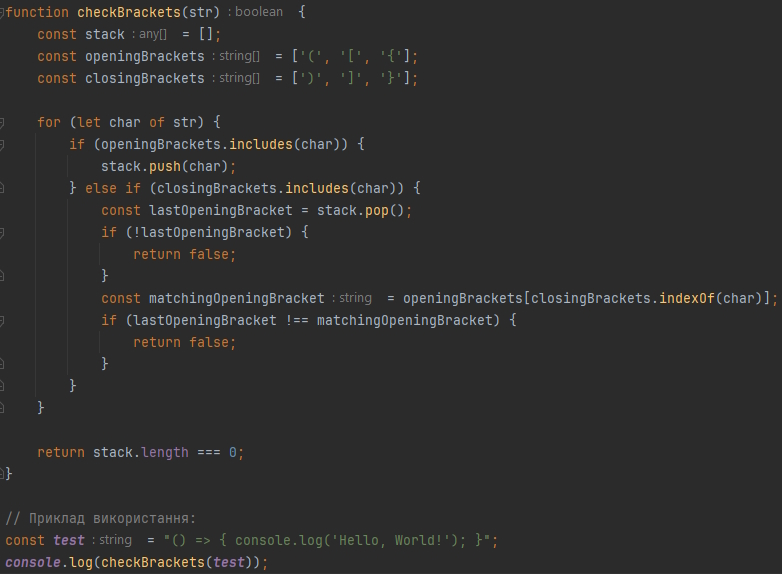 function checkBrackets(str) : boolean {
    const stack : any[] = [];
    const openingBrackets : string[] = ['(', '[', '{'];
    const closingBrackets : string[] = [')', ']', '}'];
    for (let char of str) {
        if (openingBrackets.includes(char)) {
            stack.push(char);
        } else if (closingBrackets.includes(char)) {
            const lastOpeningBracket = stack.pop();
            if (!lastOpeningBracket) {
                return false;
            }
            const matchingOpeningBracket : string = openingBrackets[closingBrackets.indexOf(char)];
            if (lastOpeningBracket !== matchingOpeningBracket) {
                return false;
            }
        }
    }
    return stack.length === 0;
}
// Приклад використання:
const test : string = "() => { console.log('Hello, World!'); }";
console.log(checkBrackets(test));